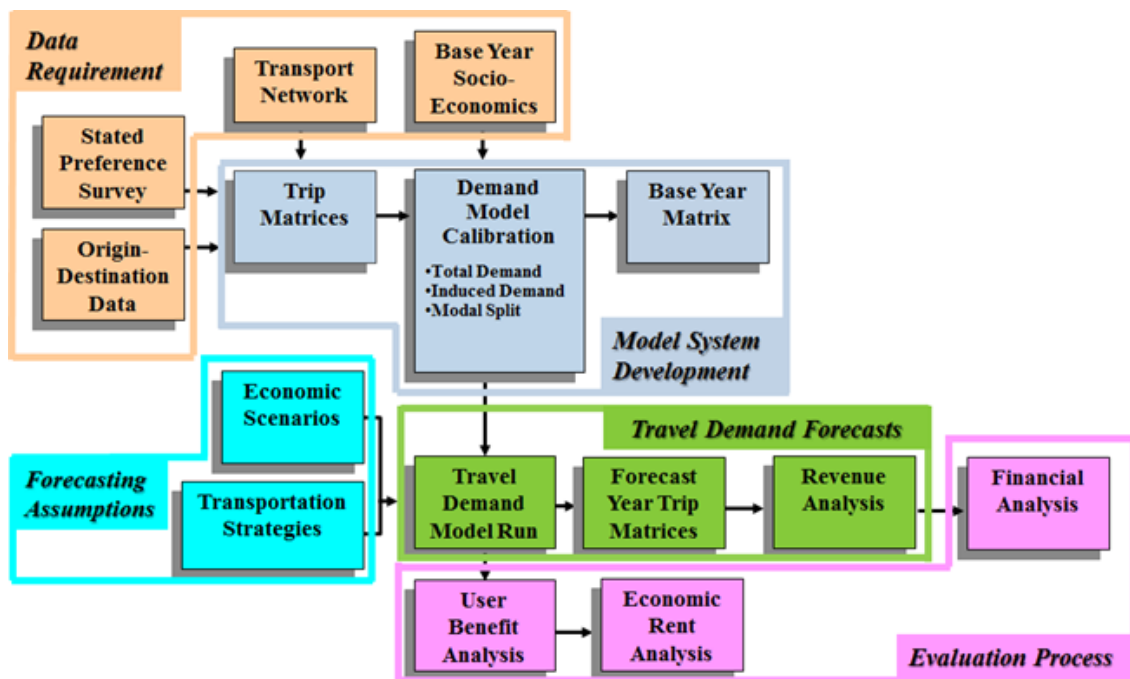 Data
Requirement
Transport
Network
Base Year
Socio-
Economics
Stated
Preference
Survey
Origin-
Destination
Data
Trip
Matrices
Demand
Model
Calibration
•Total Demand
•Induced Demand
•Modal Split
Base Year
Matrix
Model System
Development
Economic
Scenarios
Transportation
Strategies
Forecasting
Assumptions
Travel Demand Forecasts
Travel
Demand
Model Run
Forecast
Year Trip
Matrices
Revenue
Analysis
Financial
Analysis
User
Benefit
Analysis
Economic
Rent
Analysis
Evaluation Process